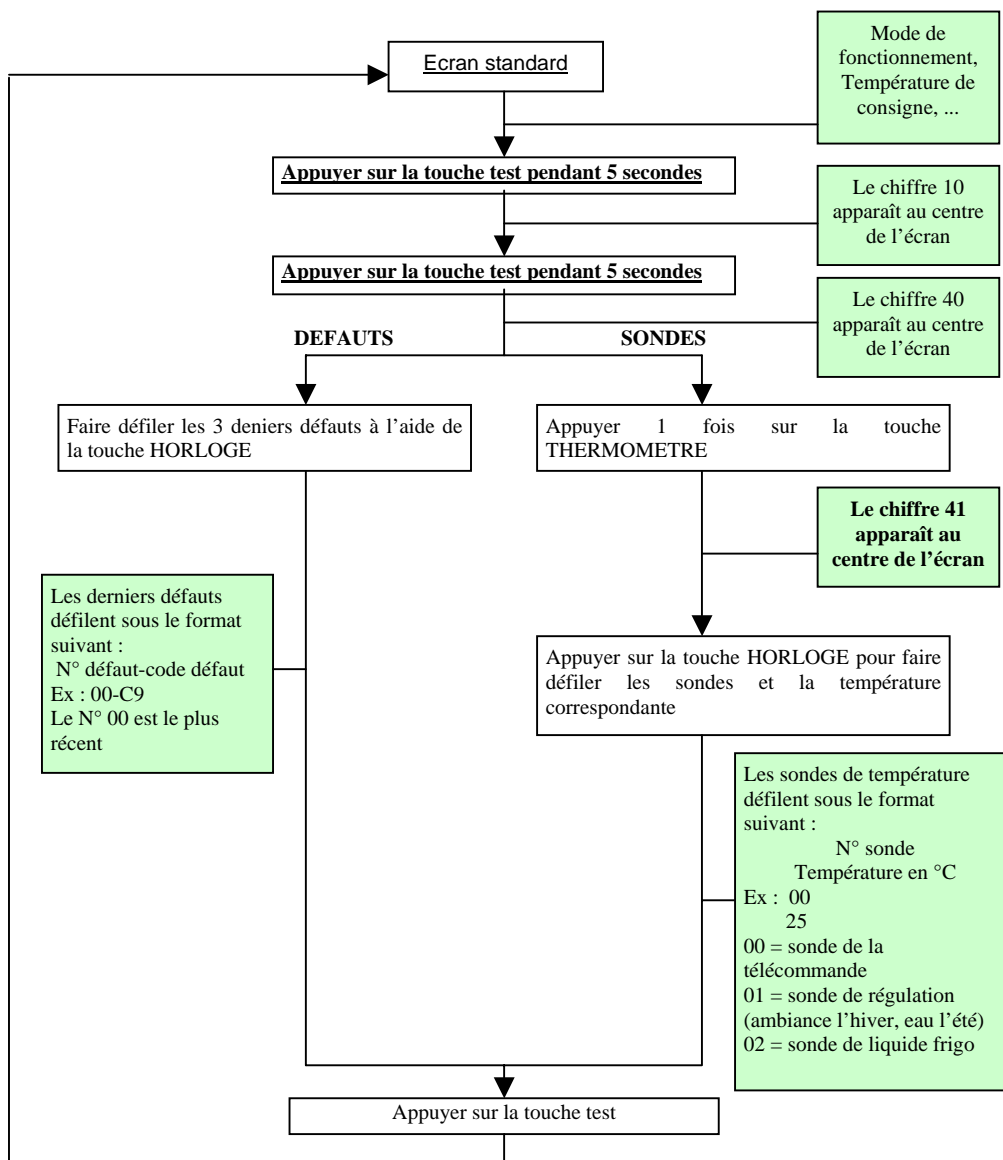 Mode de
fonctionnement,
Température de
consigne, ...
Ecran standard
Appuyer sur la touche test pendant 5 secondes
Le chiffre 10
apparaît au centre
de l'écran
Appuyer sur la touche test pendant 5 secondes
Le chiffre 40
apparaît au centre
de l'écran
DEFAUTS
SONDES
Faire défiler les 3 deniers défauts à l'aide de
la touche HORLOGE
Appuyer 1 fois sur la touche
THERMOMETRE
Le chiffre 41
apparaît au
centre de l'écran
Les derniers défauts
défilent sous le format
suivant :
N° défaut-code défaut
Ex : 00-C9
Le N° 00 est le plus
récent
Appuyer sur la touche HORLOGE pour faire
défiler les sondes et la température
correspondante
Les sondes de température
défilent sous le format
suivant :
N° sonde
Température en °C
Ex : 00
25
00 = sonde de la
télécommande
01 = sonde de régulation
(ambiance l'hiver, eau l'été)
02 = sonde de liquide frigo
Appuyer sur la touche test